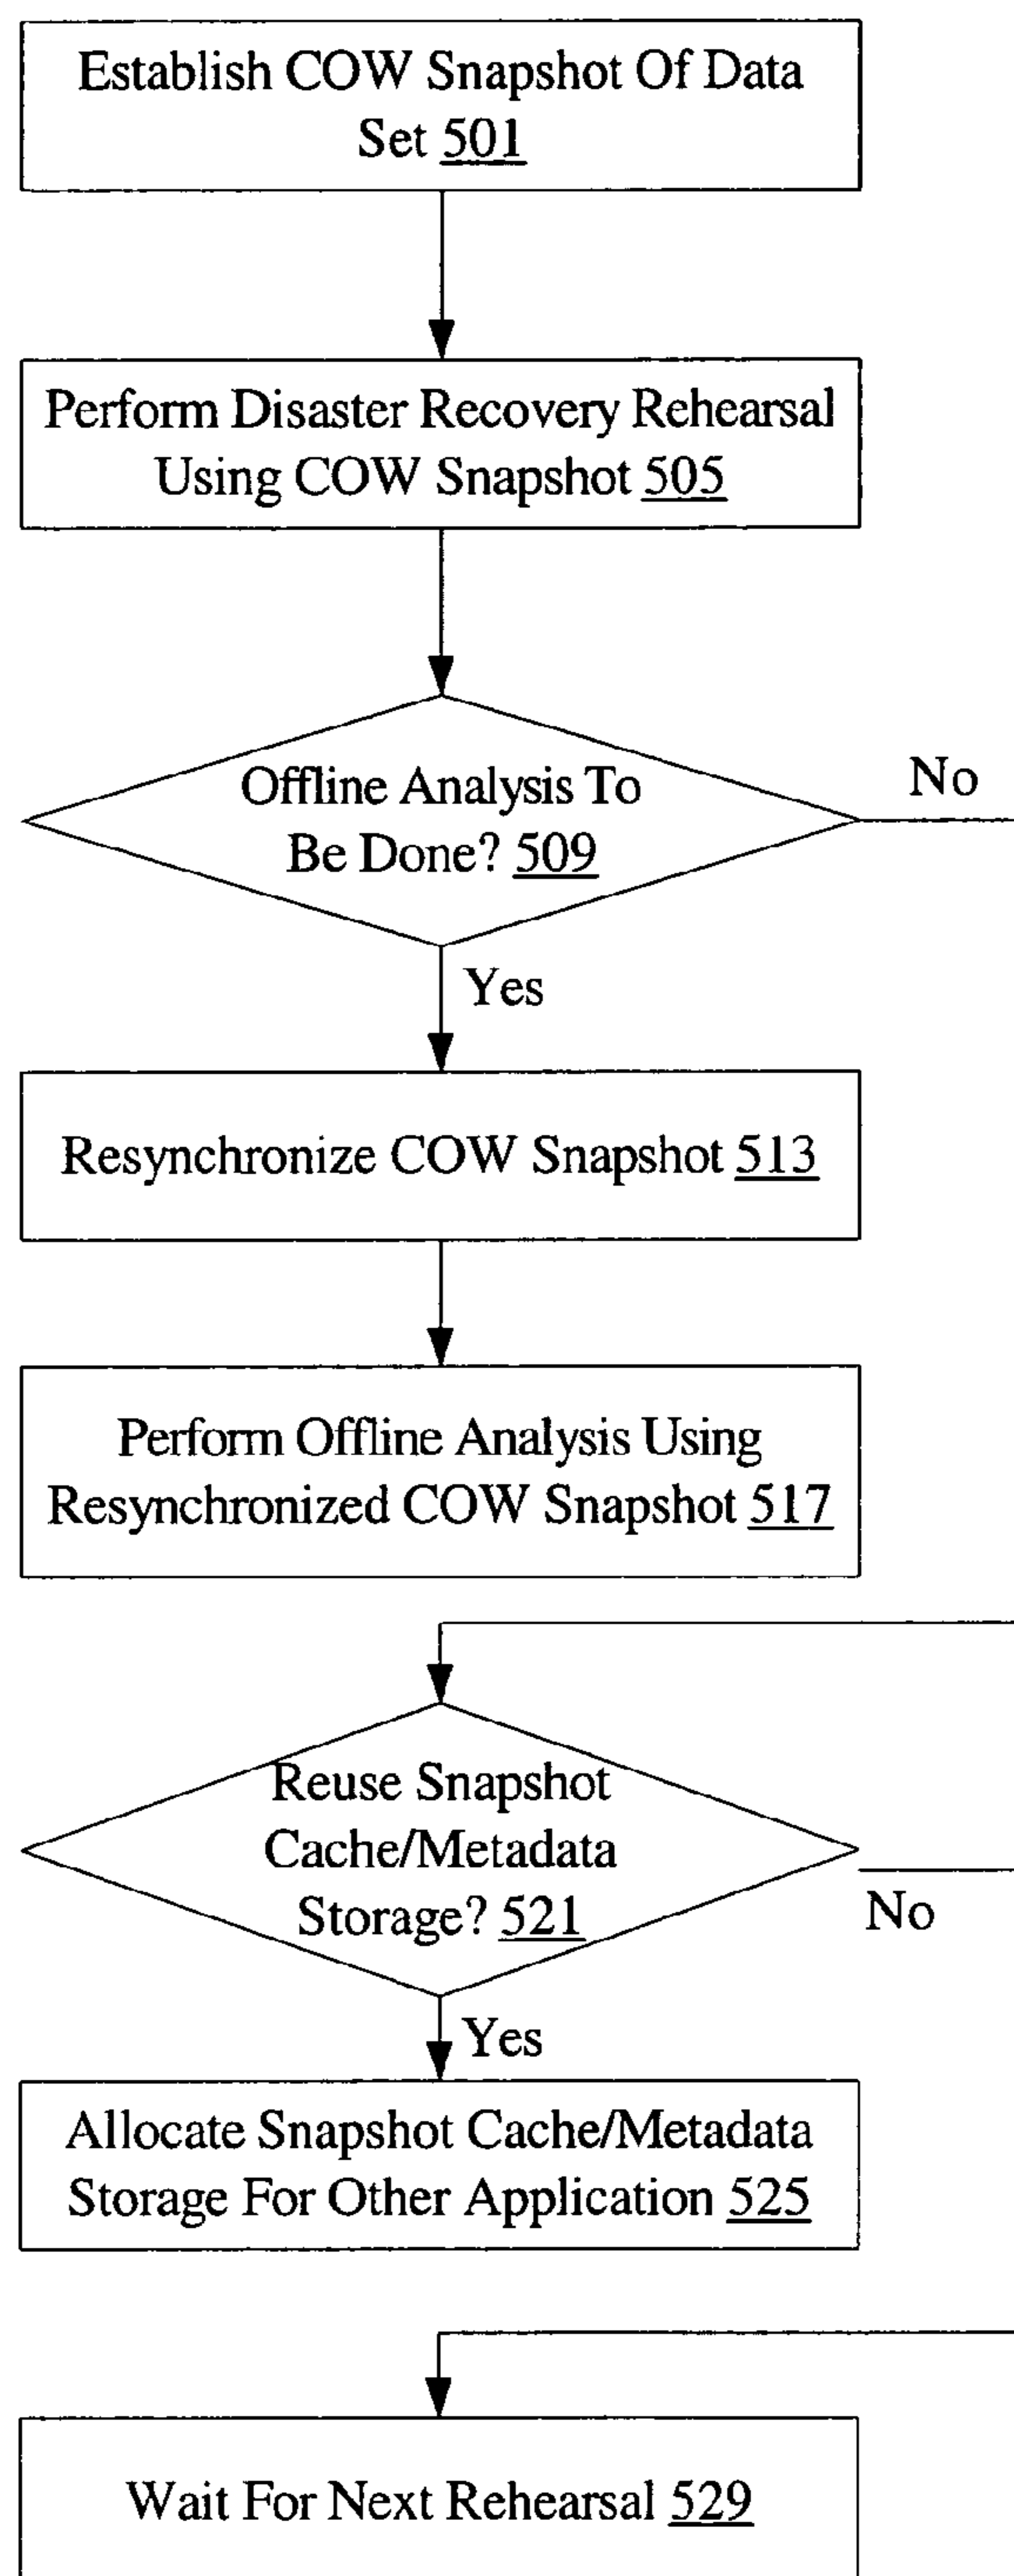 Establish COW Snapshot Of Data
Set 501
Perform Disaster Recovery Rehearsal
Using COW Snapshot 505
Offline Analysis To
Be Done? 509
No
Yes
Resynchronize COW Snapshot 513
Perform Offline Analysis Using
Resynchronized COW Snapshot 517
Reuse Snapshot
Cache/Metadata
Storage? 521
No
Yes
Allocate Snapshot Cache/Metadata
Storage For Other Application 525
Wait For Next Rehearsal 529